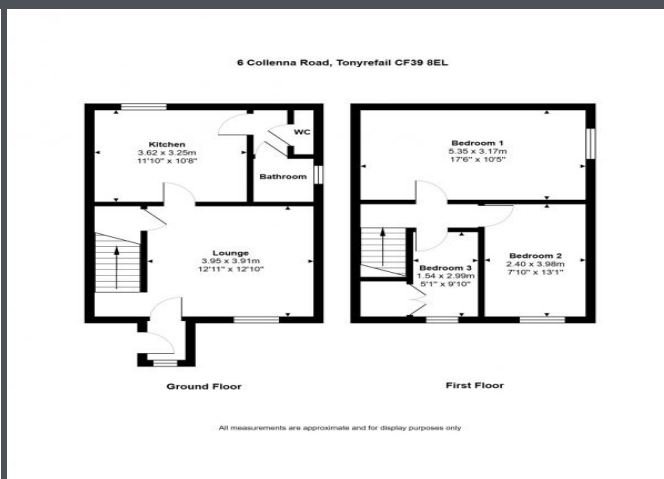 6 Collenna Road, Tonyrefail CF39 8EL
Kitchen
3.62 x 3.25m
11'10" x 10'8"
WC
Bathroom
Lounge
3.95 x 3.91m
12'11" x 12'10"
Ground Floor
Bedroom 1
5.35 x 3.17m
17'6" x 10'5"
Bedroom 2
2.40 x 3.98m
7'10" x 13'1"
Bedroom 3
1.54 x 2.99m
5'1" x 9'10"
First Floor
All measurements are approximate and for display purposes only